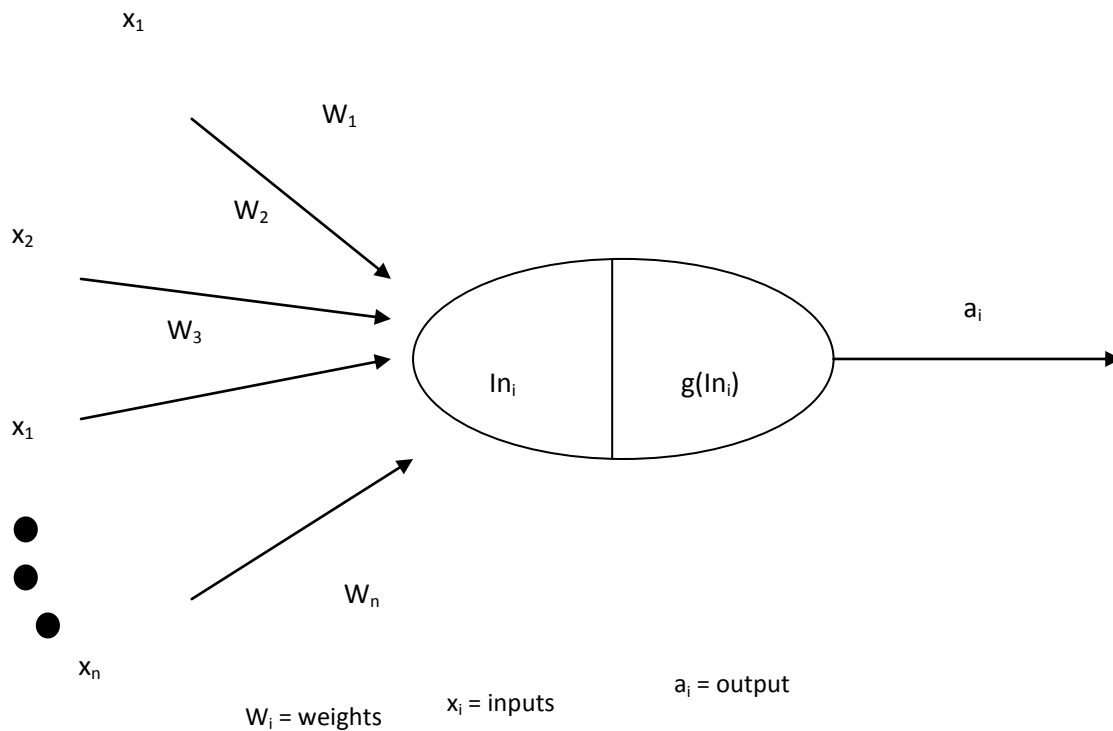 x₁
W₁
W₂
x₂
W₃
aᵢ
Inᵢ
g(Inᵢ)
x₁
Wₙ
xₙ
Wᵢ = weights
xᵢ = inputs
aᵢ = output